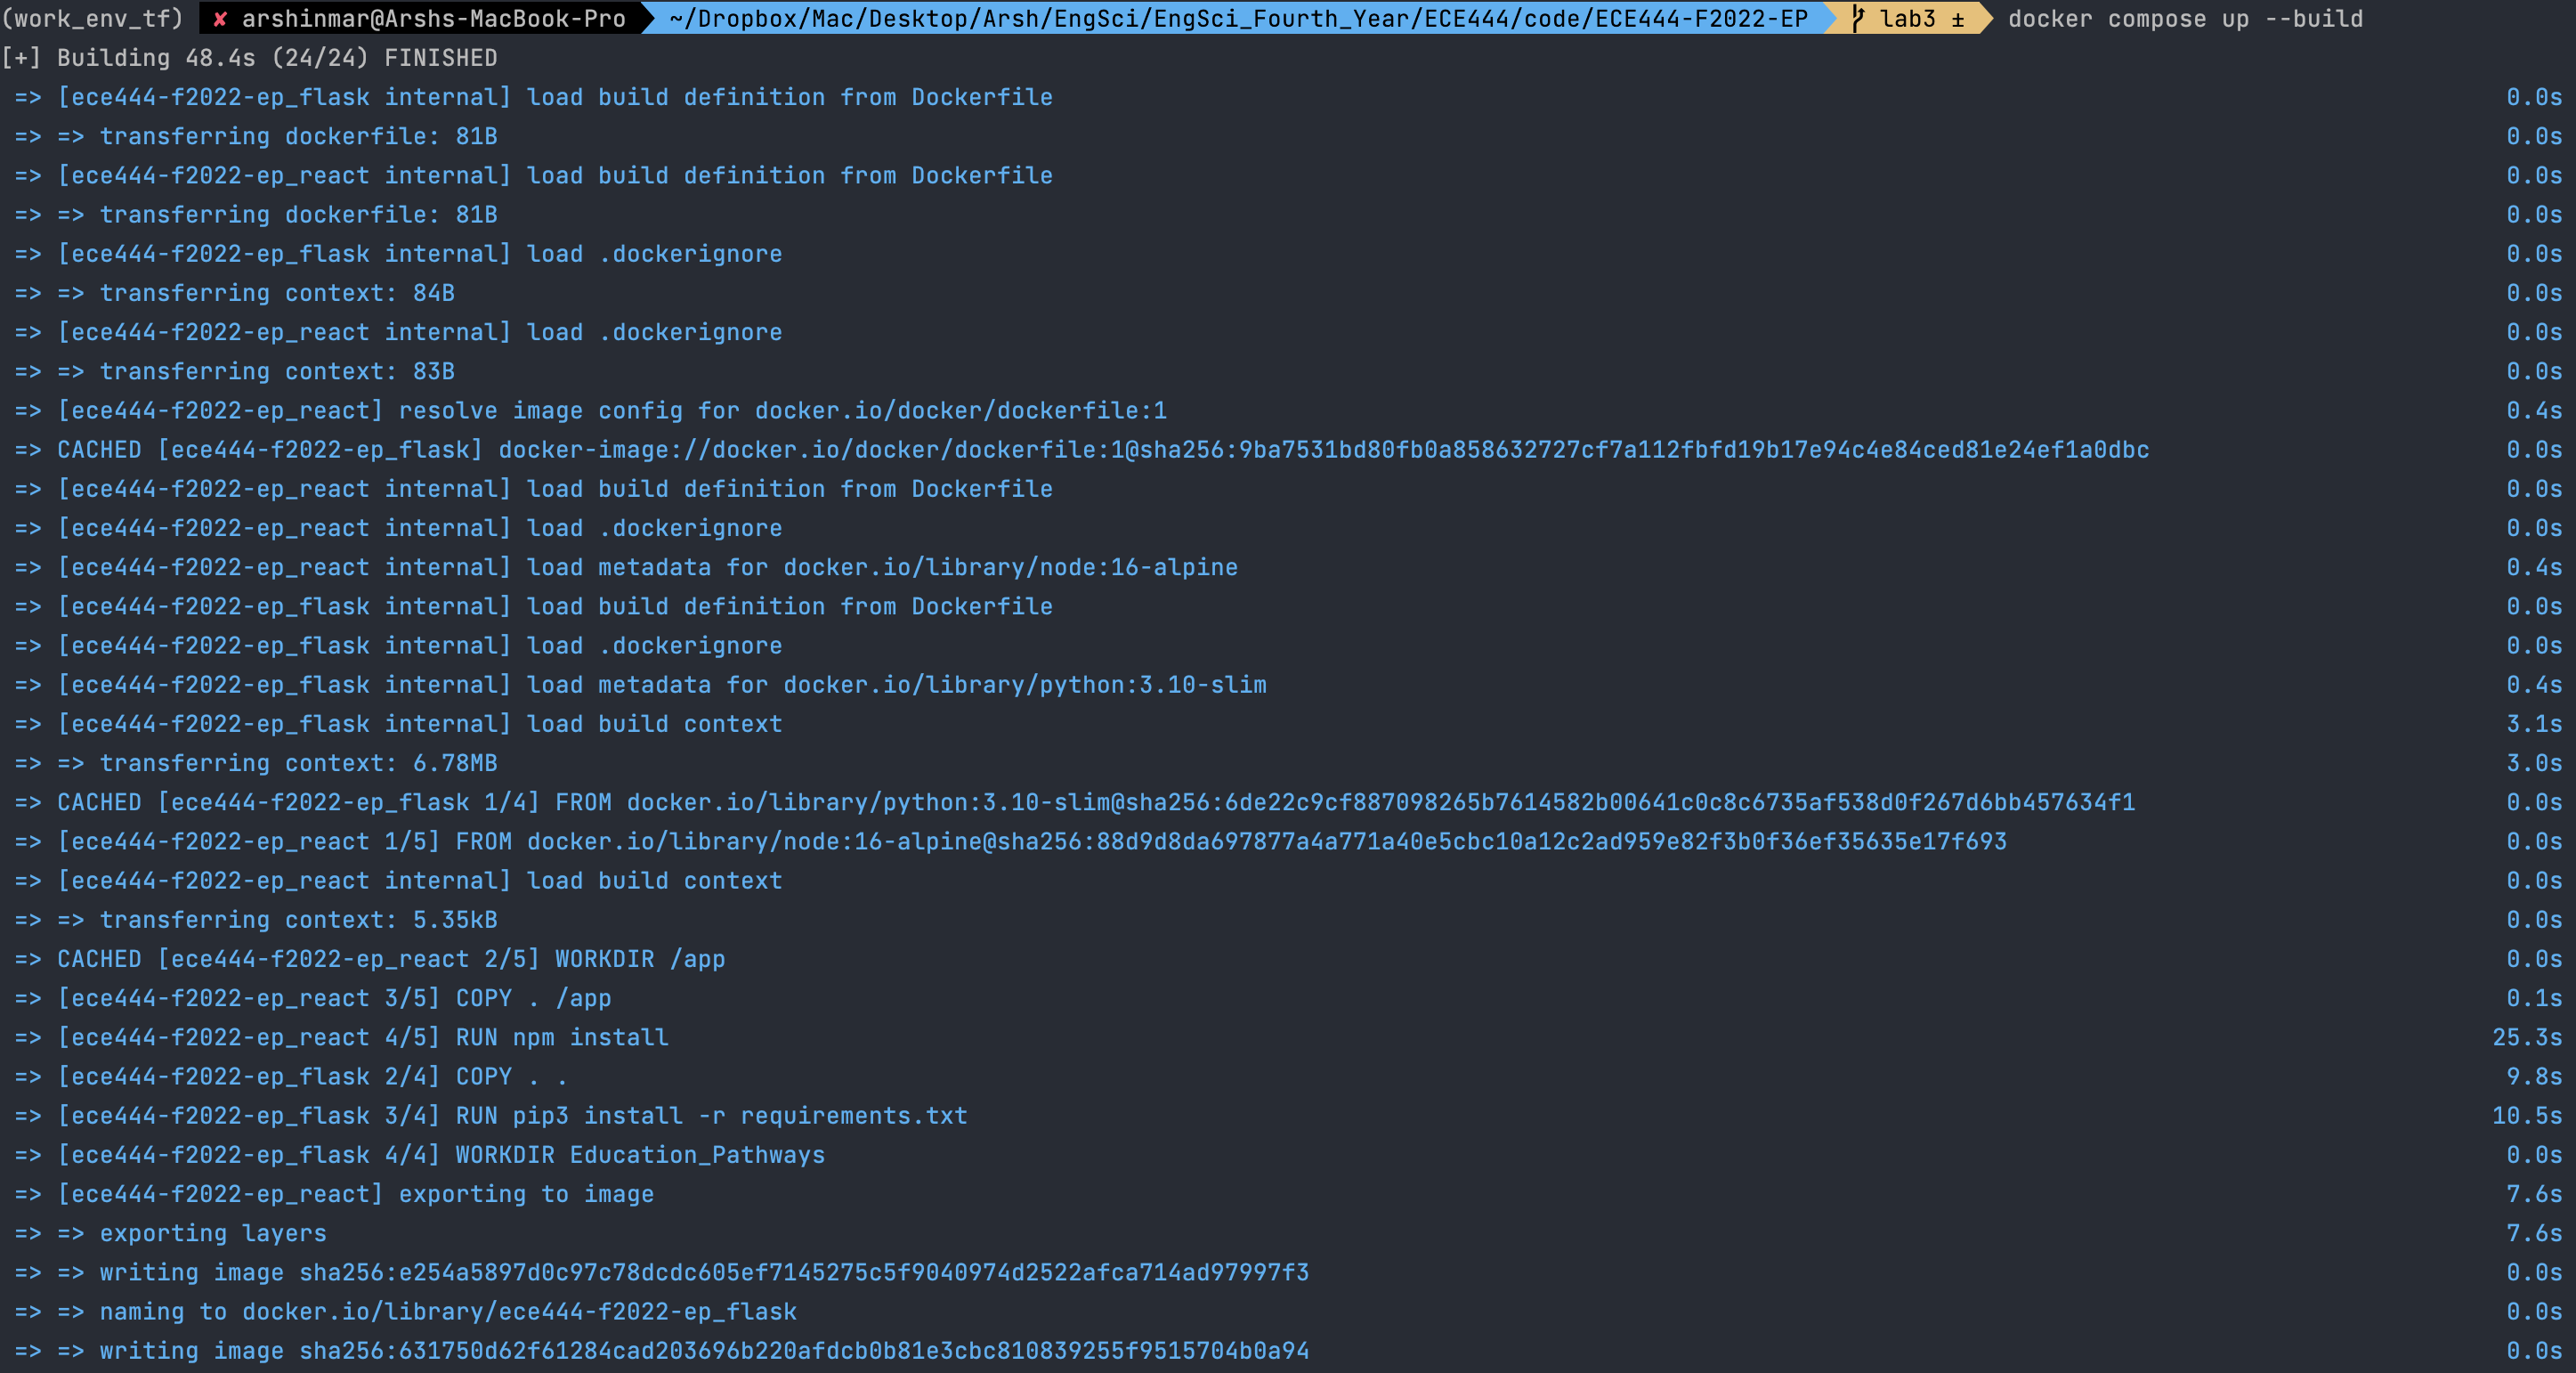 (work_env_tf) ✘ arshinmar@Arshs-MacBook-Pro ~/Dropbox/Mac/Desktop/Arsh/EngSci/EngSci_Fourth_Year/ECE444/code/ECE444-F2022-EP lab3 ± docker compose up --build
[+] Building 48.4s (24/24) FINISHED
=> [ece444-f2022-ep_flask internal] load build definition from Dockerfile 0.0s
=> => transferring dockerfile: 81B 0.0s
=> [ece444-f2022-ep_react internal] load build definition from Dockerfile 0.0s
=> => transferring dockerfile: 81B 0.0s
=> [ece444-f2022-ep_flask internal] load .dockerignore 0.0s
=> => transferring context: 84B 0.0s
=> [ece444-f2022-ep_react internal] load .dockerignore 0.0s
=> => transferring context: 83B 0.0s
=> [ece444-f2022-ep_react] resolve image config for docker.io/docker/dockerfile:1 0.4s
=> CACHED [ece444-f2022-ep_flask] docker-image://docker.io/docker/dockerfile:1@sha256:9ba7531bd80fb0a858632727cf7a112fbfd19b17e94c4e84ced81e24ef1a0dbc 0.0s
=> [ece444-f2022-ep_react internal] load build definition from Dockerfile 0.0s
=> [ece444-f2022-ep_react internal] load .dockerignore 0.0s
=> [ece444-f2022-ep_react internal] load metadata for docker.io/library/node:16-alpine 0.4s
=> [ece444-f2022-ep_flask internal] load build definition from Dockerfile 0.0s
=> [ece444-f2022-ep_flask internal] load .dockerignore 0.0s
=> [ece444-f2022-ep_flask internal] load metadata for docker.io/library/python:3.10-slim 0.4s
=> [ece444-f2022-ep_flask internal] load build context 3.1s
=> => transferring context: 6.78MB 3.0s
=> CACHED [ece444-f2022-ep_flask 1/4] FROM docker.io/library/python:3.10-slim@sha256:6de22c9cf887098265b7614582b00641c0c8c6735af538d0f267d6bb457634f1 0.0s
=> [ece444-f2022-ep_react 1/5] FROM docker.io/library/node:16-alpine@sha256:88d9d8da697877a4a771a40e5cbc10a12c2ad959e82f3b0f36ef35635e17f693 0.0s
=> [ece444-f2022-ep_react internal] load build context 0.0s
=> => transferring context: 5.35kB 0.0s
=> CACHED [ece444-f2022-ep_react 2/5] WORKDIR /app 0.0s
=> [ece444-f2022-ep_react 3/5] COPY . /app 0.1s
=> [ece444-f2022-ep_react 4/5] RUN npm install 25.3s
=> [ece444-f2022-ep_flask 2/4] COPY . . 9.8s
=> [ece444-f2022-ep_flask 3/4] RUN pip3 install -r requirements.txt 10.5s
=> [ece444-f2022-ep_flask 4/4] WORKDIR Education_Pathways 0.0s
=> [ece444-f2022-ep_react] exporting to image 7.6s
=> => exporting layers 7.6s
=> => writing image sha256:e254a5897d0c97c78dcdc605ef7145275c5f9040974d2522afca714ad97997f3 0.0s
=> => naming to docker.io/library/ece444-f2022-ep_flask 0.0s
=> => writing image sha256:631750d62f61284cad203696b220afdcb0b81e3cbc810839255f9515704b0a94 0.0s